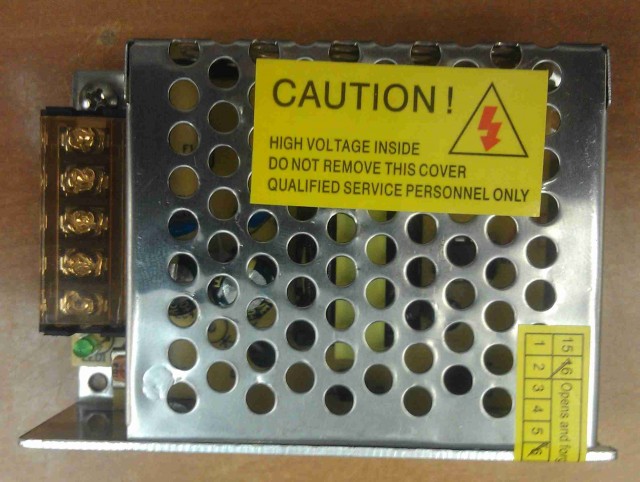 CAUTION!
HIGH VOLTAGE INSIDE
DO NOT REMOVE THIS COVER
QUALIFIED SERVICE PERSONNEL ONLY
15 16 Opens and
1 2 3 4 5 6
F1